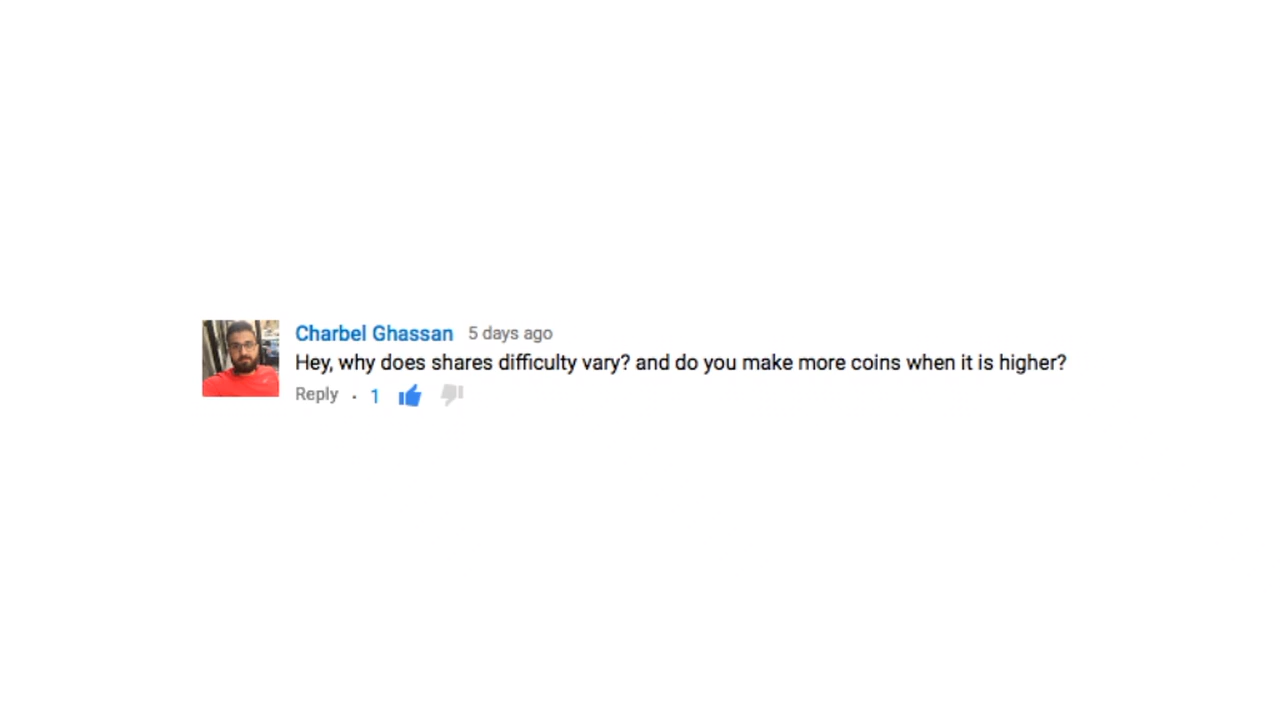 Charbel Ghassan 5 days ago
Hey, why does shares difficulty vary? and do you make more coins when it is higher?
Reply · 1